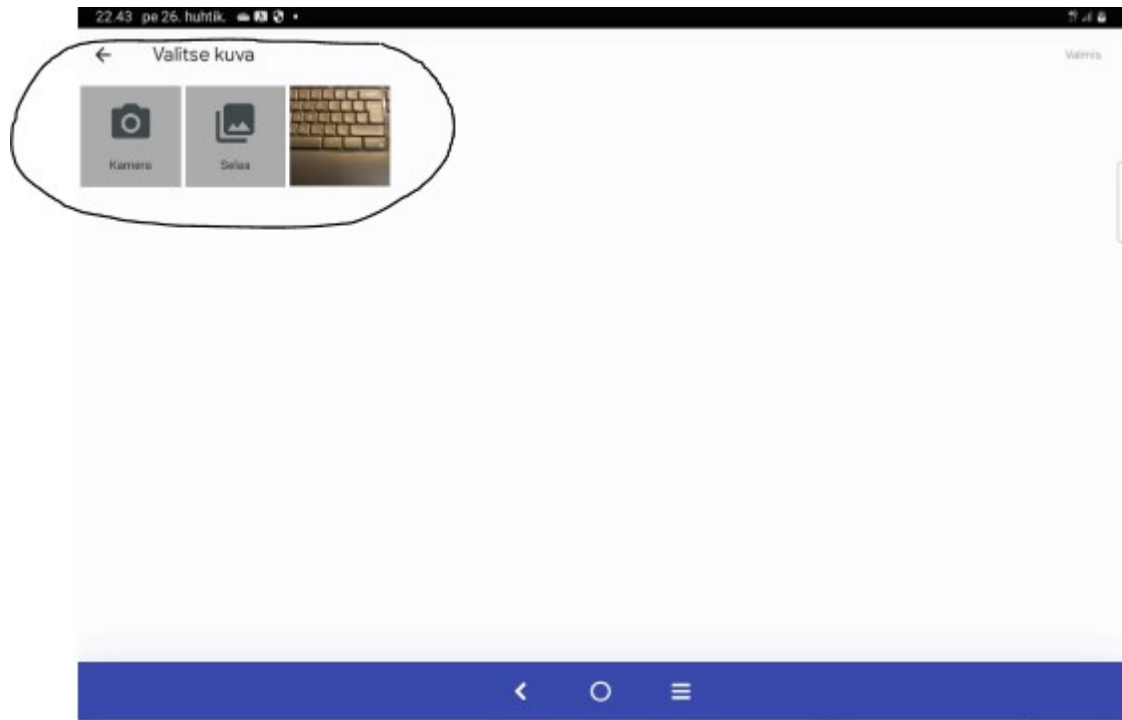 22.43 pe 26. huhtik.
Valitse kuva
Valmis
Kamera
Selaa